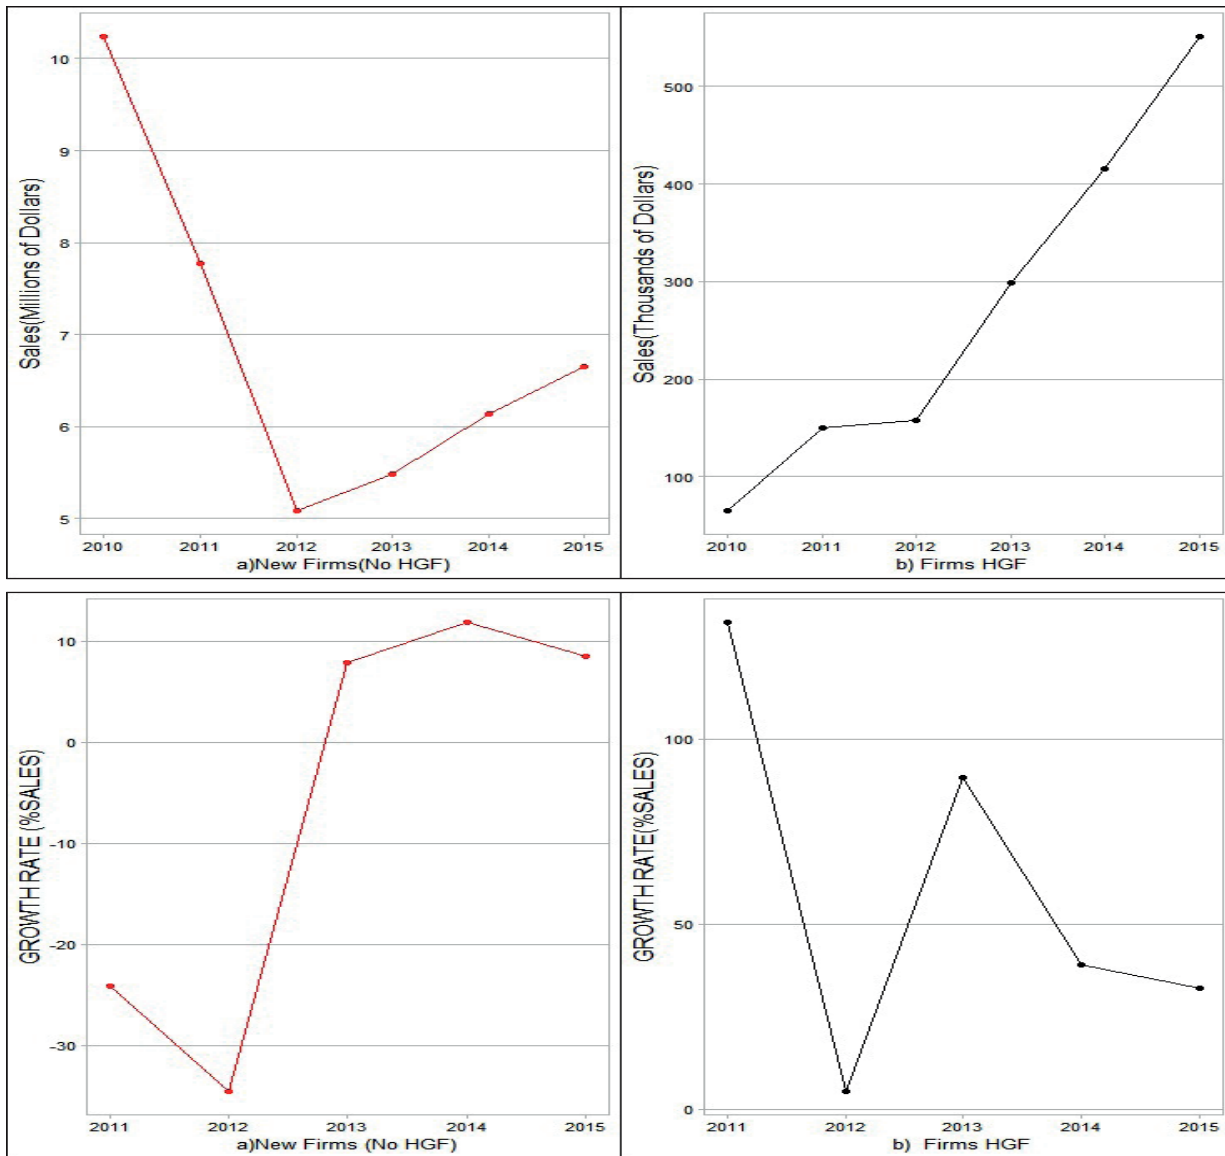 Sales(Millions of Dollars)
10
9
8
7
6
5
2010 2011 2012 2013 2014 2015
a)New Firms(No HGF)
Sales(Thousands of Dollars)
500
400
300
200
100
2010 2011 2012 2013 2014 2015
b) Firms HGF
GROWTH RATE (%SALES)
10
0
-10
-20
-30
2011 2012 2013 2014 2015
a)New Firms (No HGF)
GROWTH RATE(%SALES)
100
50
0
2011 2012 2013 2014 2015
b) Firms HGF